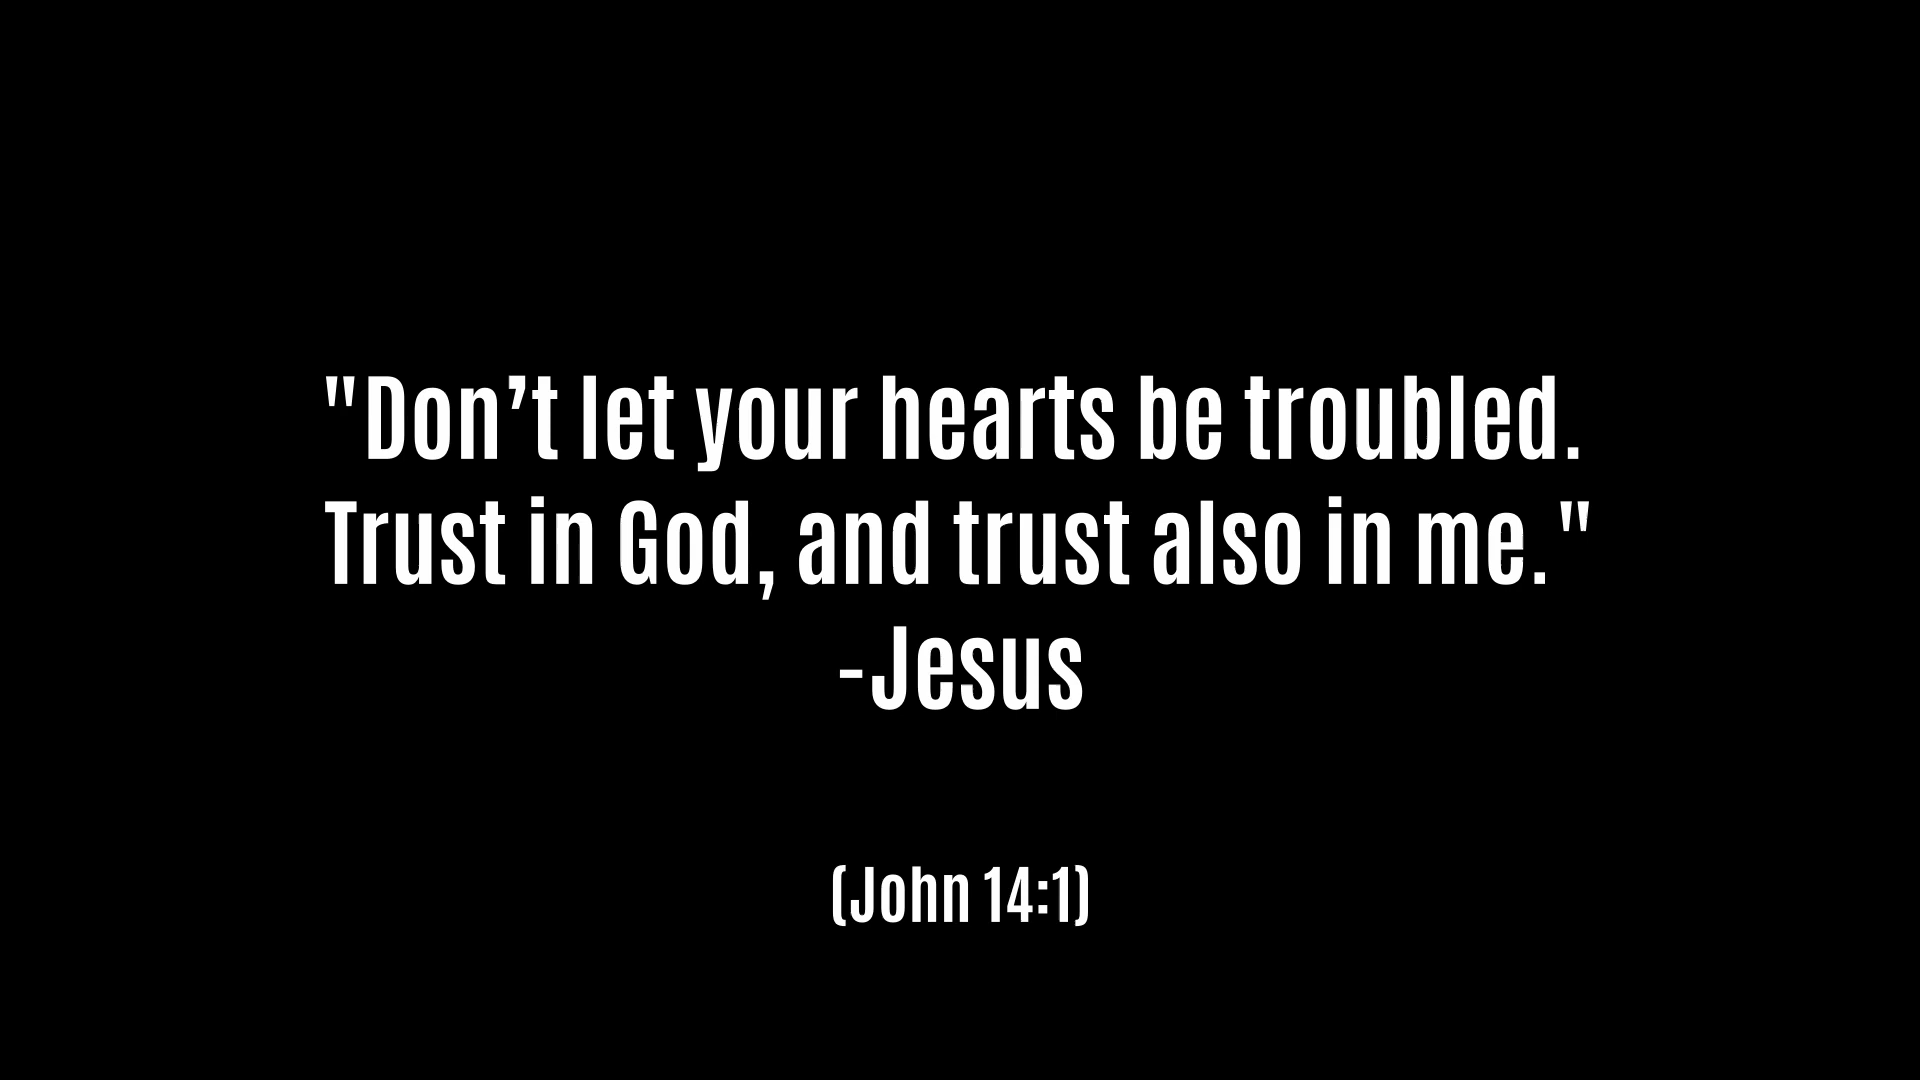 "Don’t let your hearts be troubled.
Trust in God, and trust also in me."
-Jesus
(John 14:1)